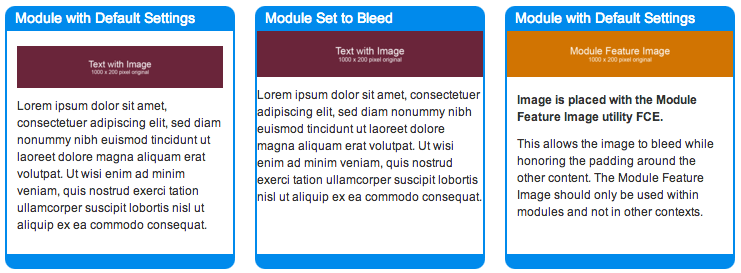 Module with Default Settings
Text with Image
1000 x 200 pixel original
Lorem ipsum dolor sit amet,
consectetuer adipiscing elit, sed diam
nonummy nibh euismod tincidunt ut
laoreet dolore magna aliquam erat
volutpat. Ut wisi enim ad minim
veniam, quis nostrud exerci tation
ullamcorper suscipit lobortis nisl ut
aliquip ex ea commodo consequat.
Module Set to Bleed
Text with Image
1000 x 200 pixel original
Lorem ipsum dolor sit amet, consectetuer
adipiscing elit, sed diam nonummy nibh
euismod tincidunt ut laoreet dolore
magna aliquam erat volutpat. Ut wisi
enim ad minim veniam, quis nostrud
exerci tation ullamcorper suscipit lobortis
nisl ut aliquip ex ea commodo consequat.
Module with Default Settings
Module Feature Image
1000 x 200 pixel original
Image is placed with the Module
Feature Image utility FCE.
This allows the image to bleed while
honoring the padding around the
other content. The Module Feature
Image should only be used within
modules and not in other contexts.